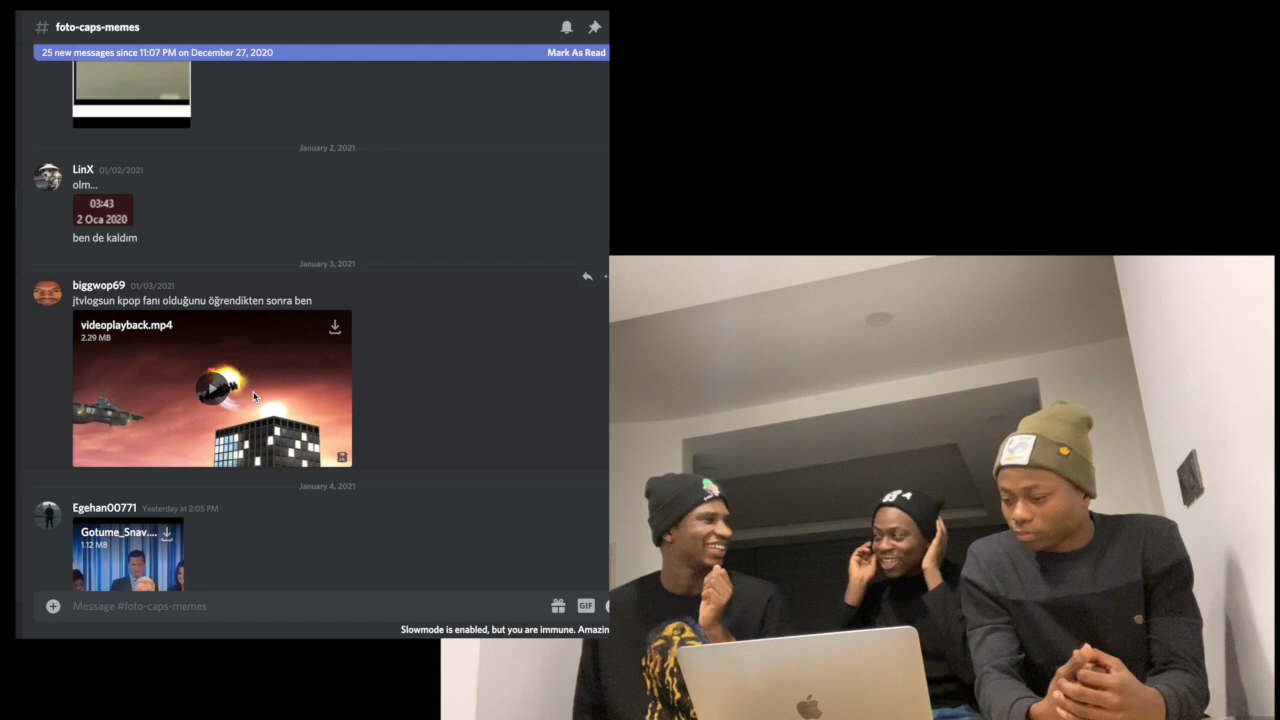 foto-caps-memes
25 new messages since 11:07 PM on December 27, 2020
Mark As Read
January 2, 2021
LinX 01/02/2021
olm...
03:43
2 Oca 2020
ben de kaldım
January 3, 2021
biggwop69 01/03/2021
jtvlogsun kpop fanı olduğunu öğrendikten sonra ben
videoplayback.mp4
2.29 MB
January 4, 2021
Egehan00771 Yesterday at 2:05 PM
Gotume_Snav....
1.12 MB
Message #foto-caps-memes
GIF
Slowmode is enabled, but you are immune. Amazin